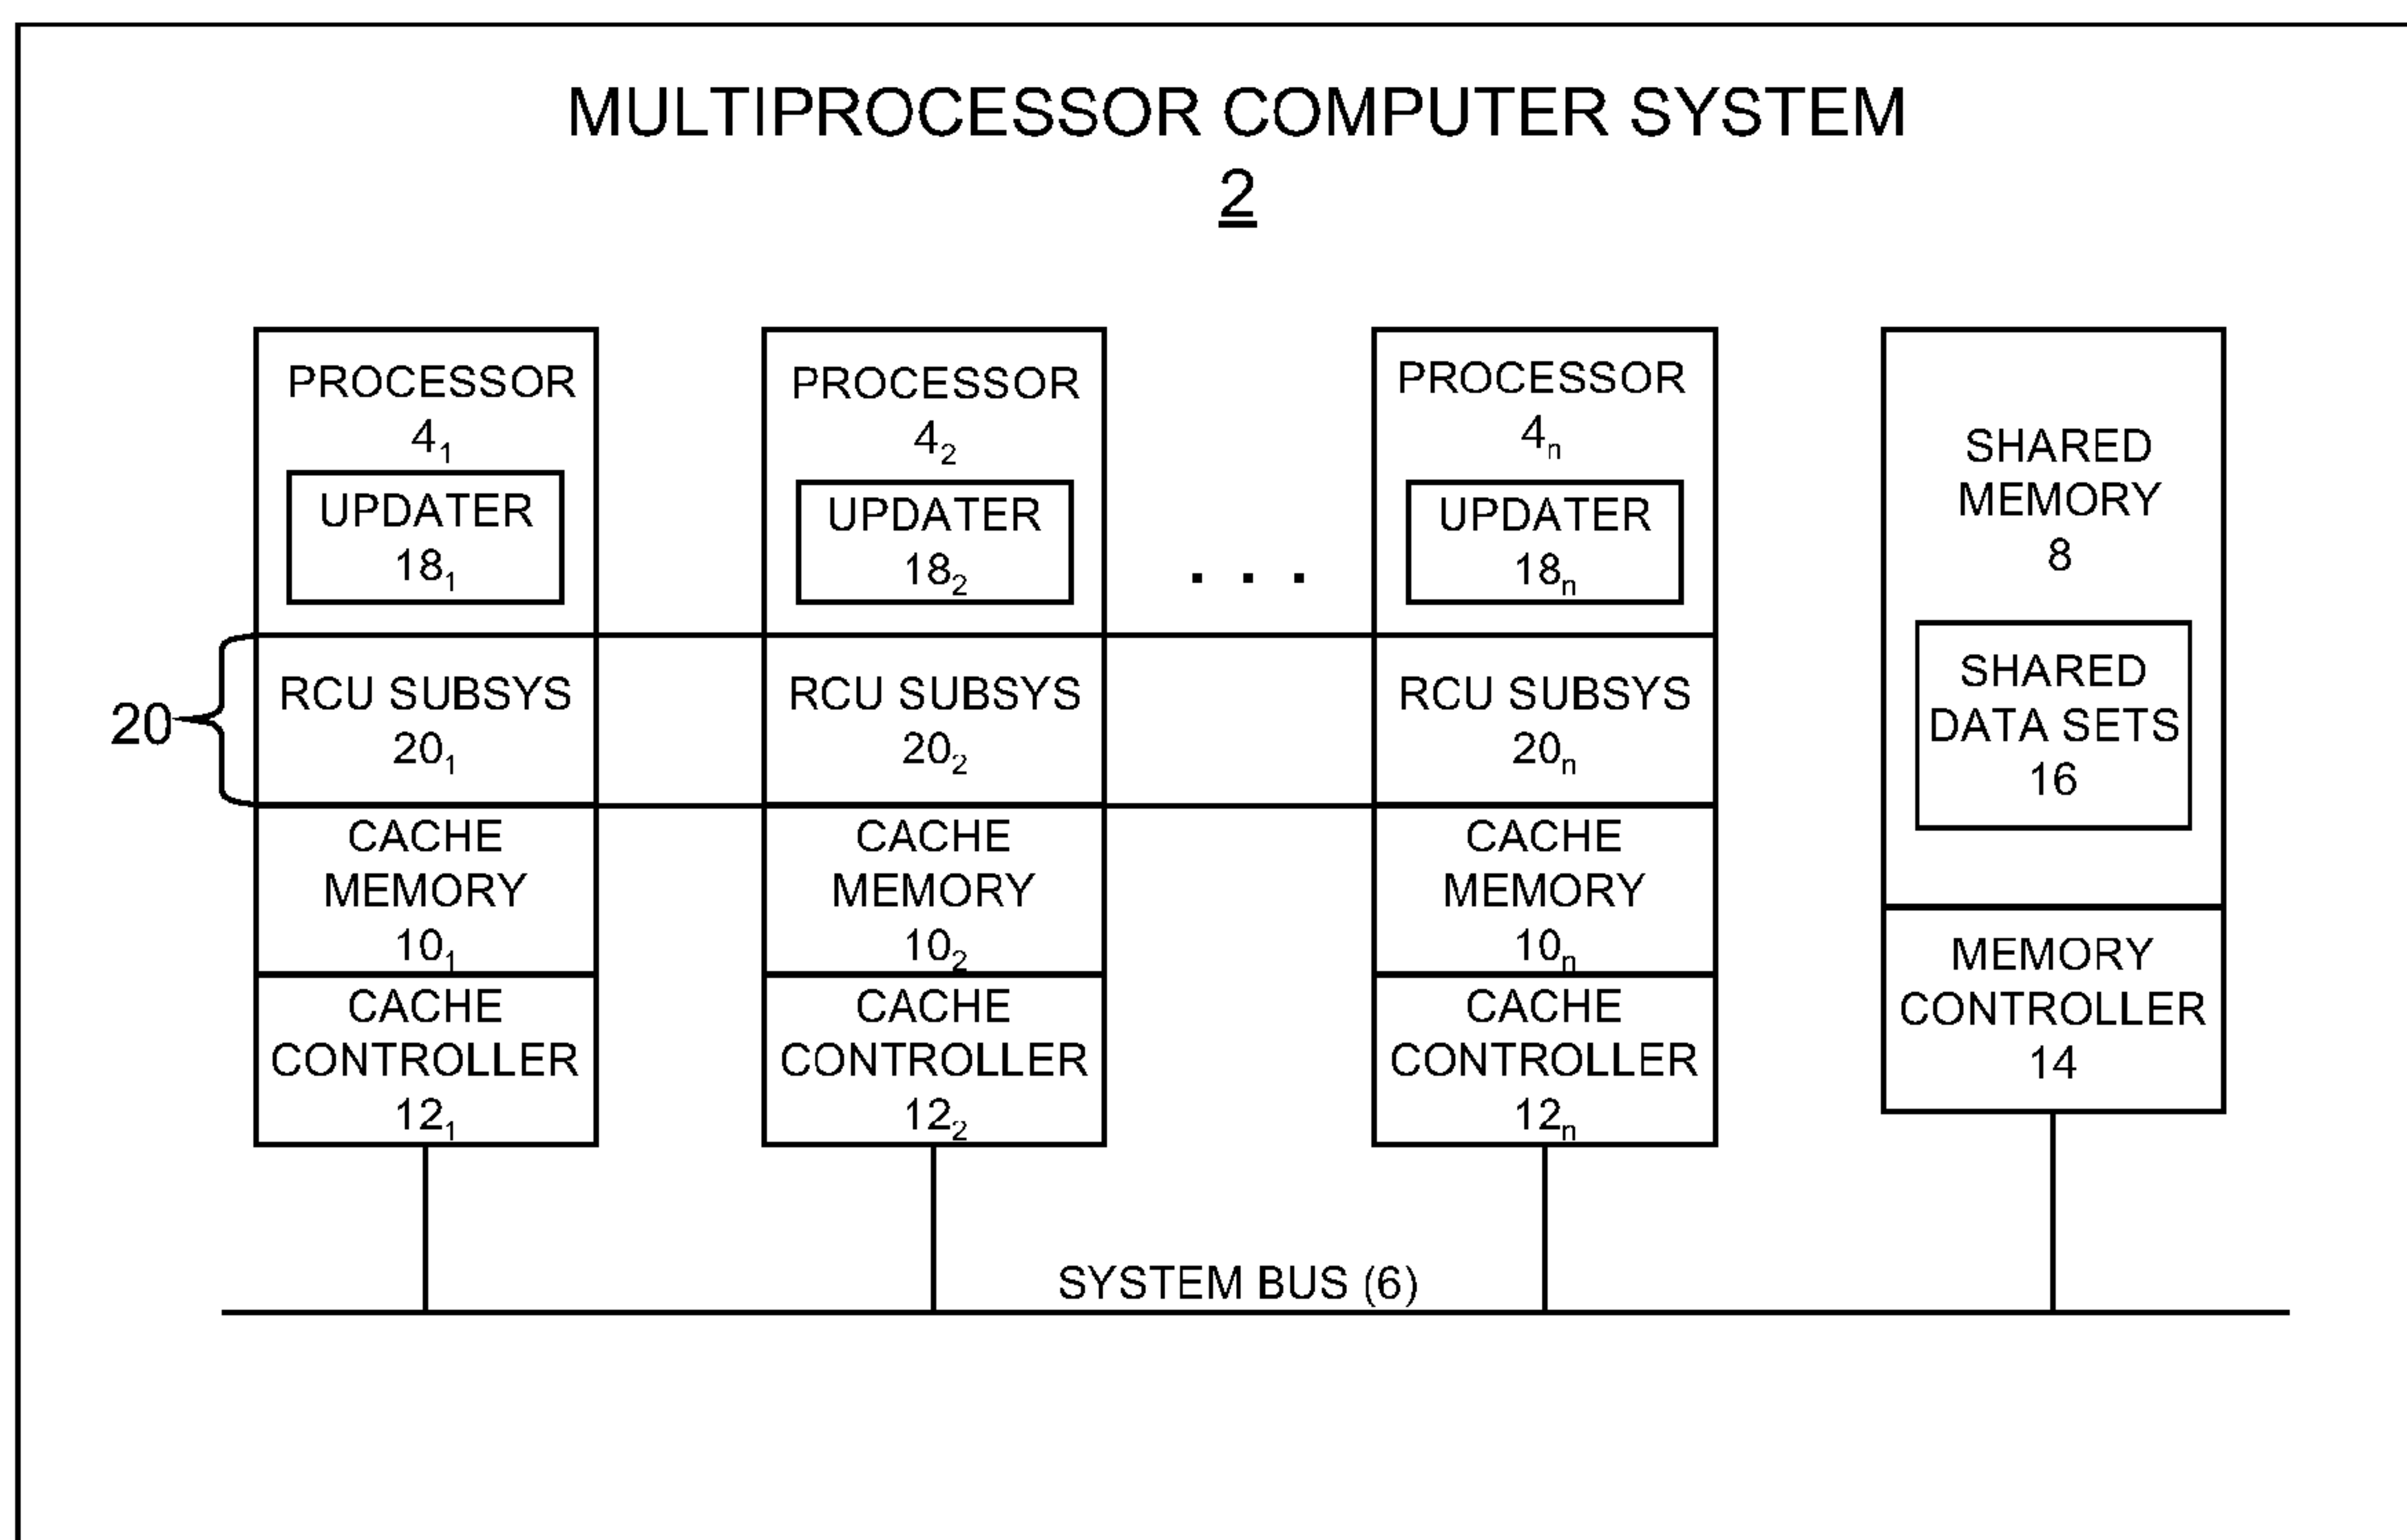 MULTIPROCESSOR COMPUTER SYSTEM
2
PROCESSOR
4₁
UPDATER
18₁
RCU SUBSYS
20₁
CACHE
MEMORY
10₁
CACHE
CONTROLLER
12₁
20
PROCESSOR
4₂
UPDATER
18₂
RCU SUBSYS
20₂
CACHE
MEMORY
10₂
CACHE
CONTROLLER
12₂
. . .
PROCESSOR
4ₙ
UPDATER
18ₙ
RCU SUBSYS
20ₙ
CACHE
MEMORY
10ₙ
CACHE
CONTROLLER
12ₙ
SHARED
MEMORY
8
SHARED
DATA SETS
16
MEMORY
CONTROLLER
14
SYSTEM BUS (6)